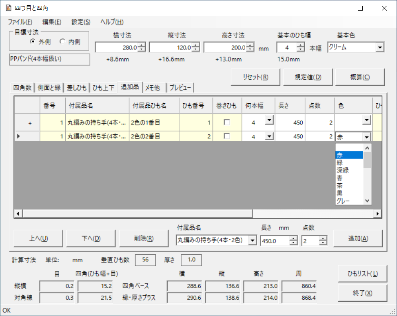 四つ目と四角
ファイル(F) 編集(E) 設定(S) ヘルプ(H)
目標寸法 横寸法 縦寸法 高さ寸法 基本のひも幅 基本色
外側 内側 280.0 120.0 200.0 mm 4 本幅 クリーム
PPバンド(4本幅扱い) +8.6mm +16.6mm +13.0mm 15.0mm
リセット(R) 規定値(D) 概算(C)
四角数 側面と縁 差しひも ひも上下 追加品 メモ他 プレビュー
番号 付属品名 付属品ひも名 ひも番号 巻きひも 何本幅 長さ 点数 色
1 丸編みの持ち手(4本・... 2色の1番目 1 4 450 2
1 丸編みの持ち手(4本・... 2色の2番目 2 4 450 2 赤
赤
緑
深緑
青
茶
黒
グレー
付属品名 長さ mm 点数
上へ(U) 下へ(D) 削除(R) 丸編みの持ち手(4本・2色) 450.0 2 追加(A)
計算寸法 単位: mm 垂直ひも数 56 厚さ 1.0
目 四角(ひも幅+目) 横 縦 高さ 周
縦横 0.2 15.2 四角ベース 288.6 136.6 213.0 850.4
対角線 0.3 21.5 縁・厚さプラス 290.6 138.6 214.0 868.4
ひもリスト(L)
終了(X)
OK